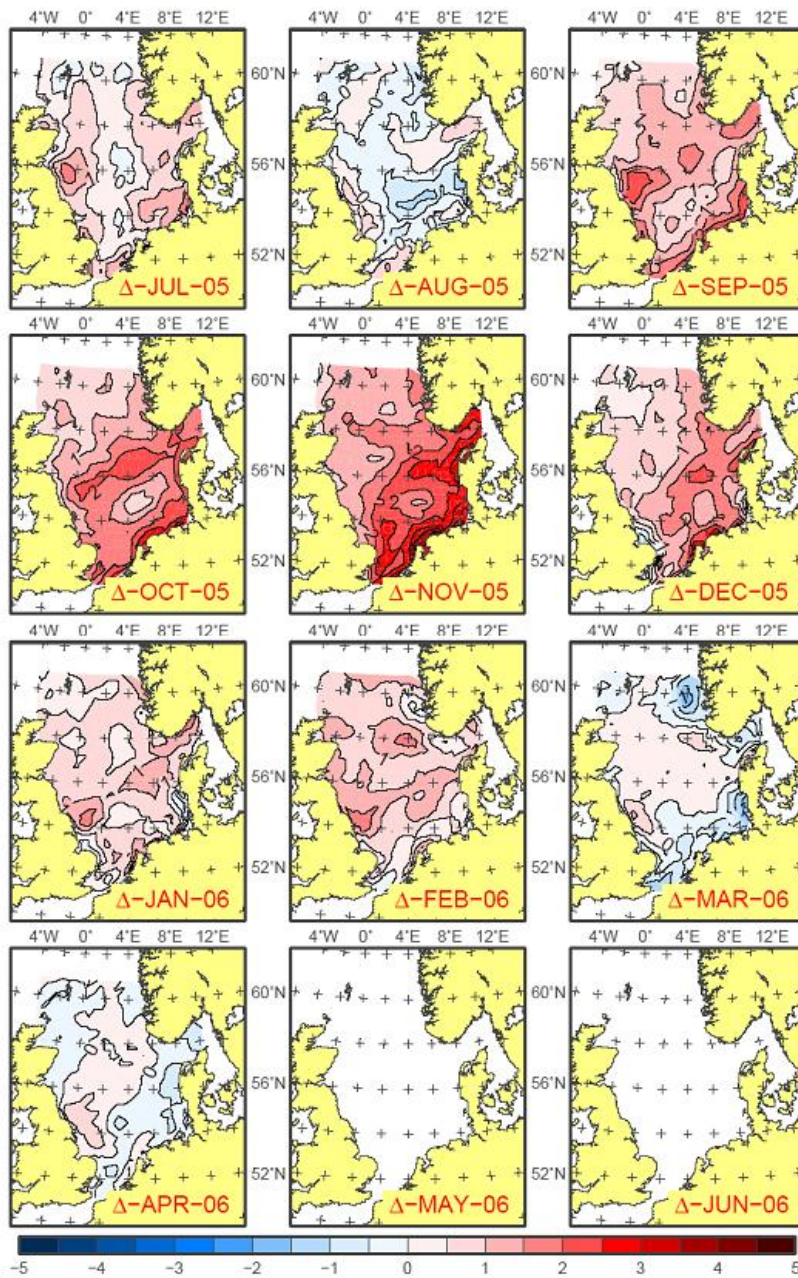 4°W 0° 4°E 8°E 12°E 4°W 0° 4°E 8°E 12°E 4°W 0° 4°E 8°E 12°E
60°N 60°N
56°N 56°N
52°N 52°N
Δ-JUL-05 Δ-AUG-05 Δ-SEP-05
4°W 0° 4°E 8°E 12°E 4°W 0° 4°E 8°E 12°E 4°W 0° 4°E 8°E 12°E
60°N 60°N
56°N 56°N
52°N 52°N
Δ-OCT-05 Δ-NOV-05 Δ-DEC-05
4°W 0° 4°E 8°E 12°E 4°W 0° 4°E 8°E 12°E 4°W 0° 4°E 8°E 12°E
60°N 60°N
56°N 56°N
52°N 52°N
Δ-JAN-06 Δ-FEB-06 Δ-MAR-06
4°W 0° 4°E 8°E 12°E 4°W 0° 4°E 8°E 12°E 4°W 0° 4°E 8°E 12°E
60°N 60°N
56°N 56°N
52°N 52°N
Δ-APR-06 Δ-MAY-06 Δ-JUN-06
-5 -4 -3 -2 -1 0 1 2 3 4 5